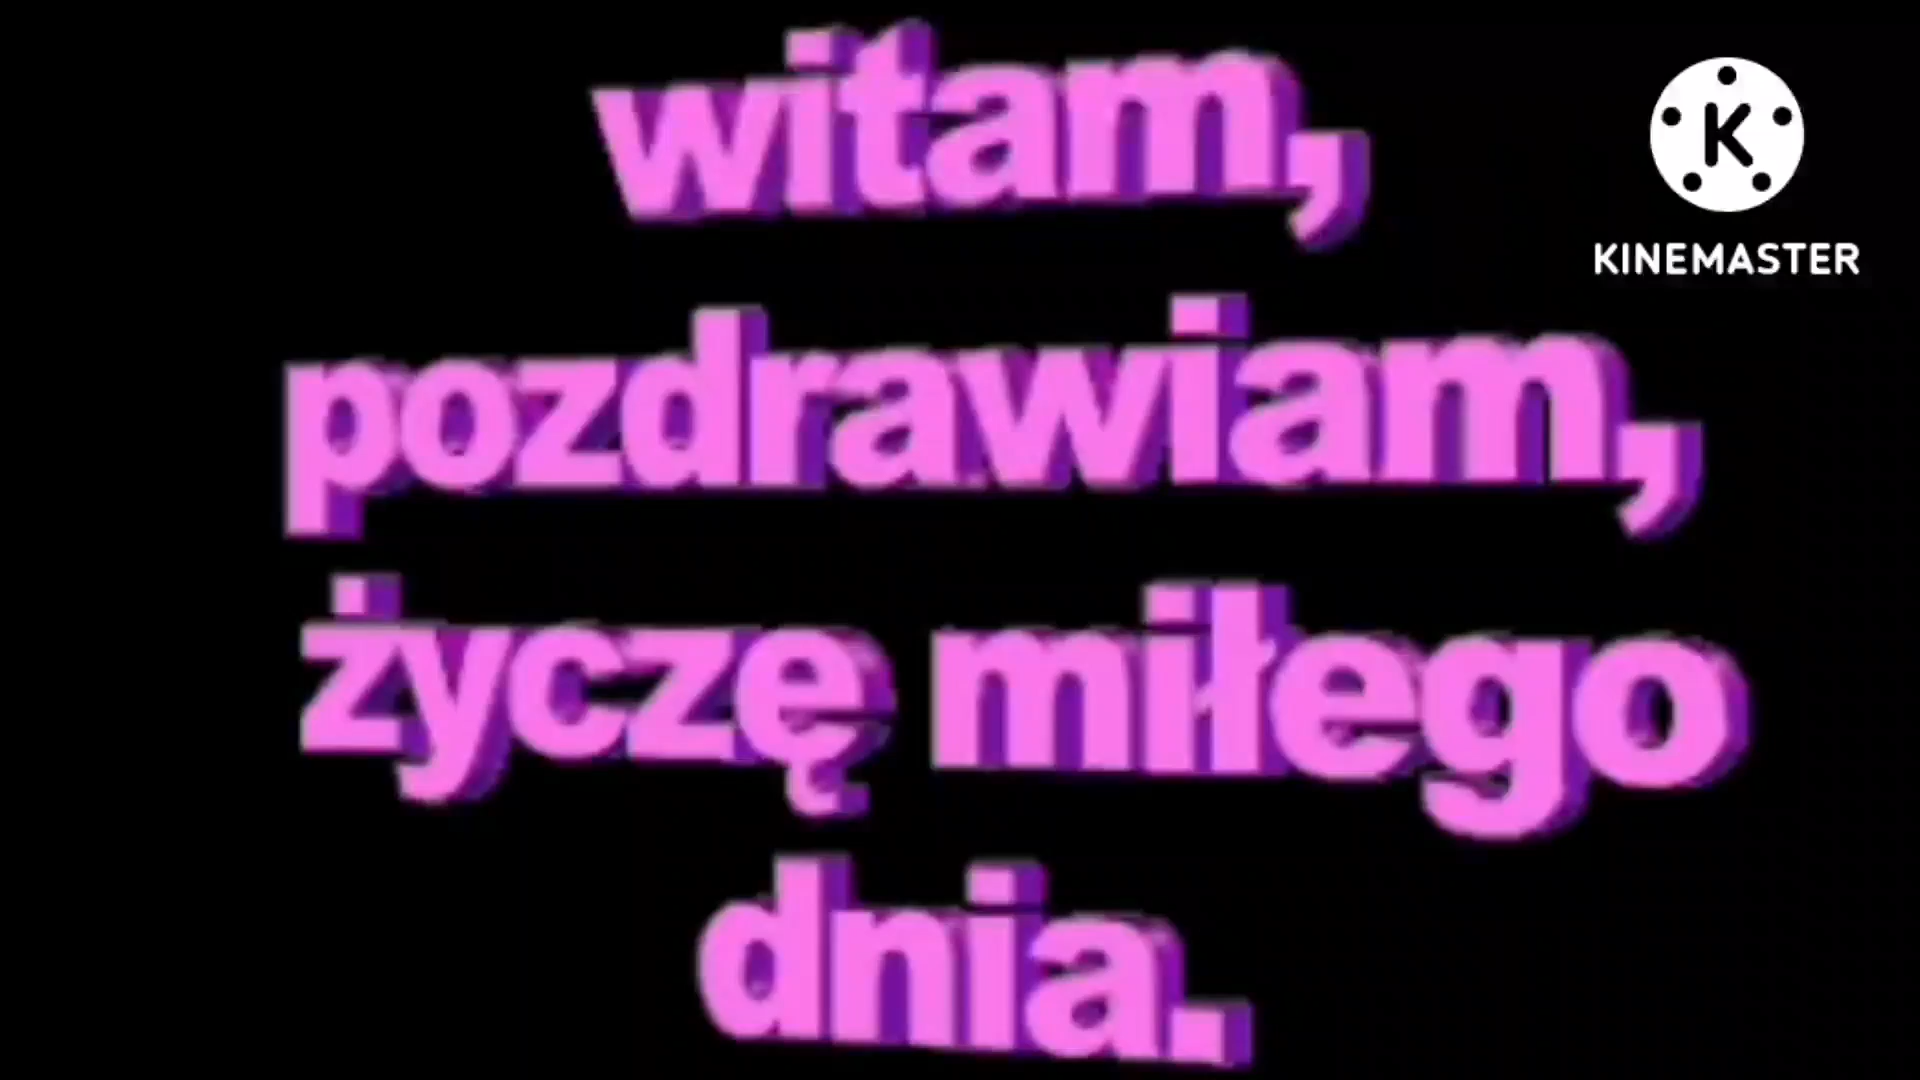 witam,
KINEMASTER
pozdrawiam,
życzę miłego
dnia.